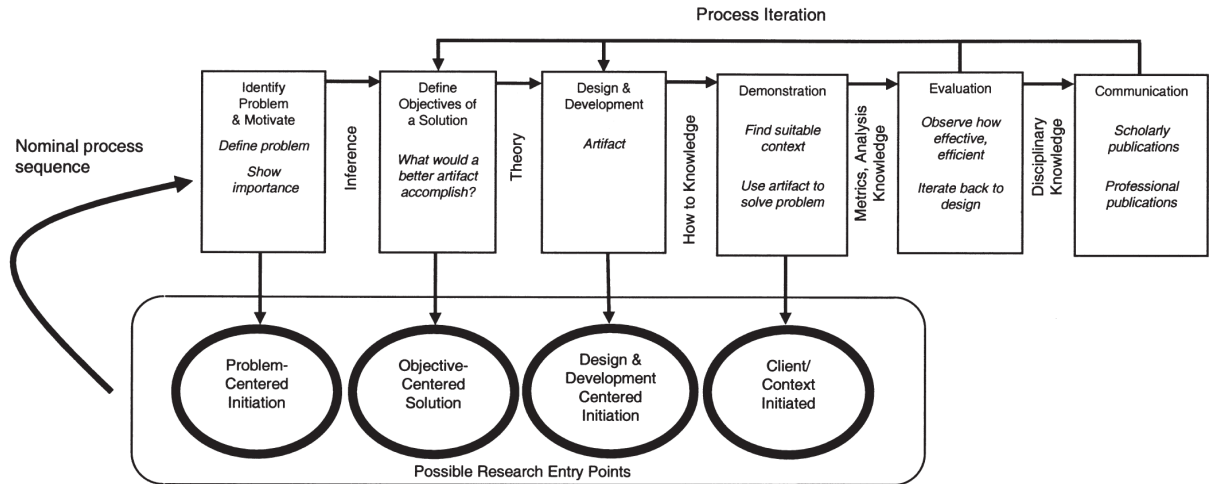 Process Iteration
Nominal process
sequence
Identify
Problem
& Motivate
Define problem
Show
importance
Inference
Define
Objectives of
a Solution
What would a
better artifact
accomplish?
Theory
Design &
Development
Artifact
How to Knowledge
Demonstration
Find suitable
context
Use artifact to
solve problem
Metrics, Analysis
Knowledge
Evaluation
Observe how
effective,
efficient
Iterate back to
design
Disciplinary
Knowledge
Communication
Scholarly
publications
Professional
publications
Problem-
Centered
Initiation
Objective-
Centered
Solution
Design &
Development
Centered
Initiation
Client/
Context
Initiated
Possible Research Entry Points